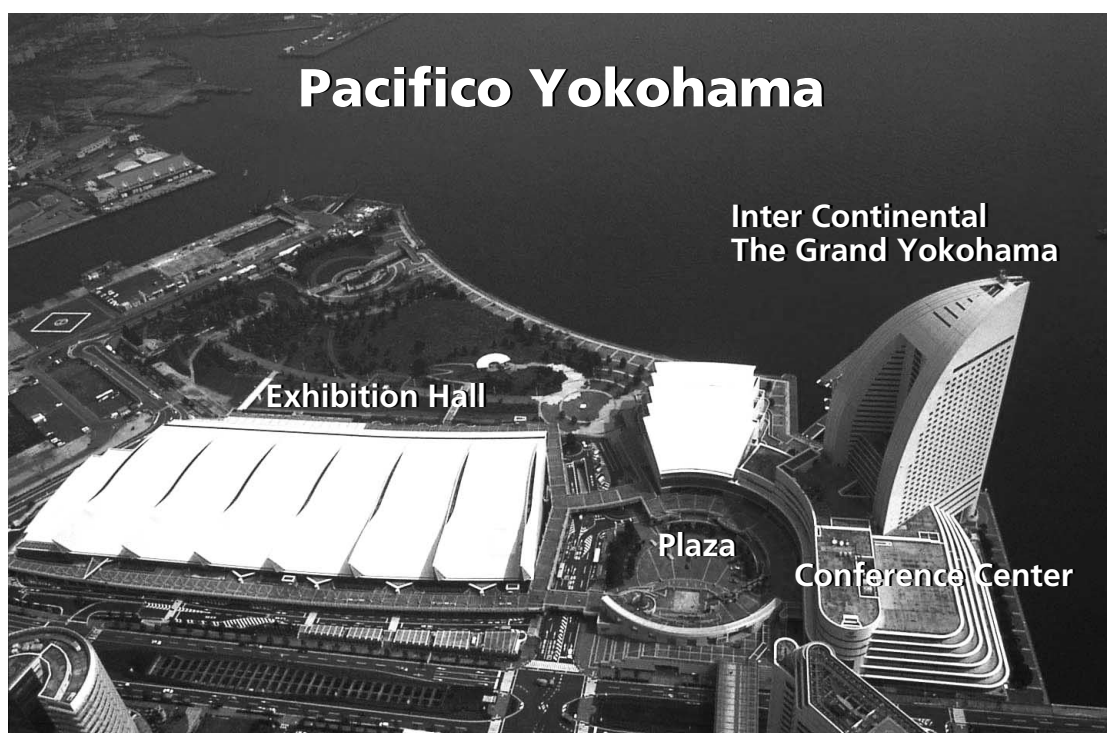 Pacifico Yokohama
Inter Continental
The Grand Yokohama
Exhibition Hall
Plaza
Conference Center